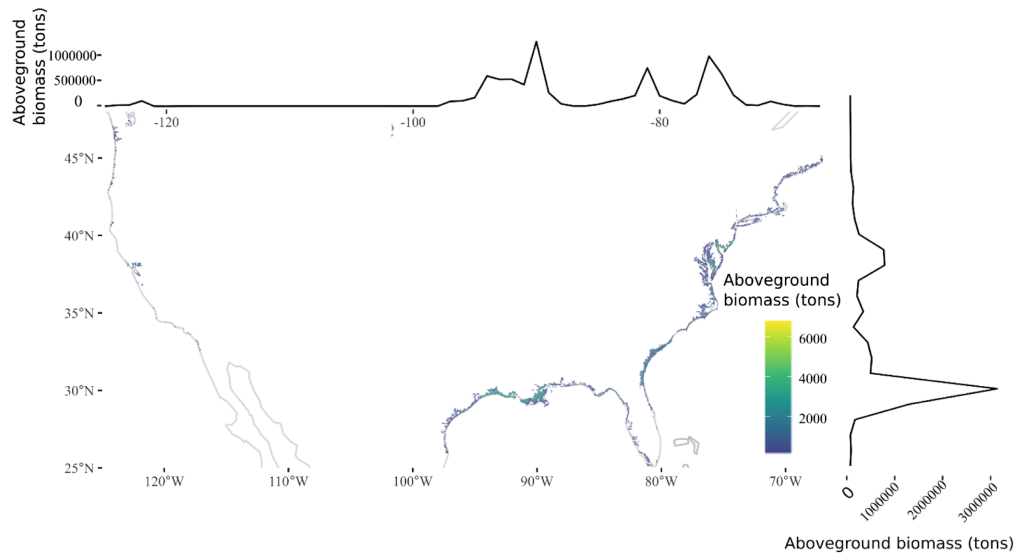 Aboveground
biomass (tons)
1000000
500000
0
-120 -100 -80
45°N
40°N
35°N
30°N
25°N
120°W 110°W 100°W 90°W 80°W 70°W
Aboveground
biomass (tons)
6000
4000
2000
0 1000000 2000000 3000000
Aboveground biomass (tons)